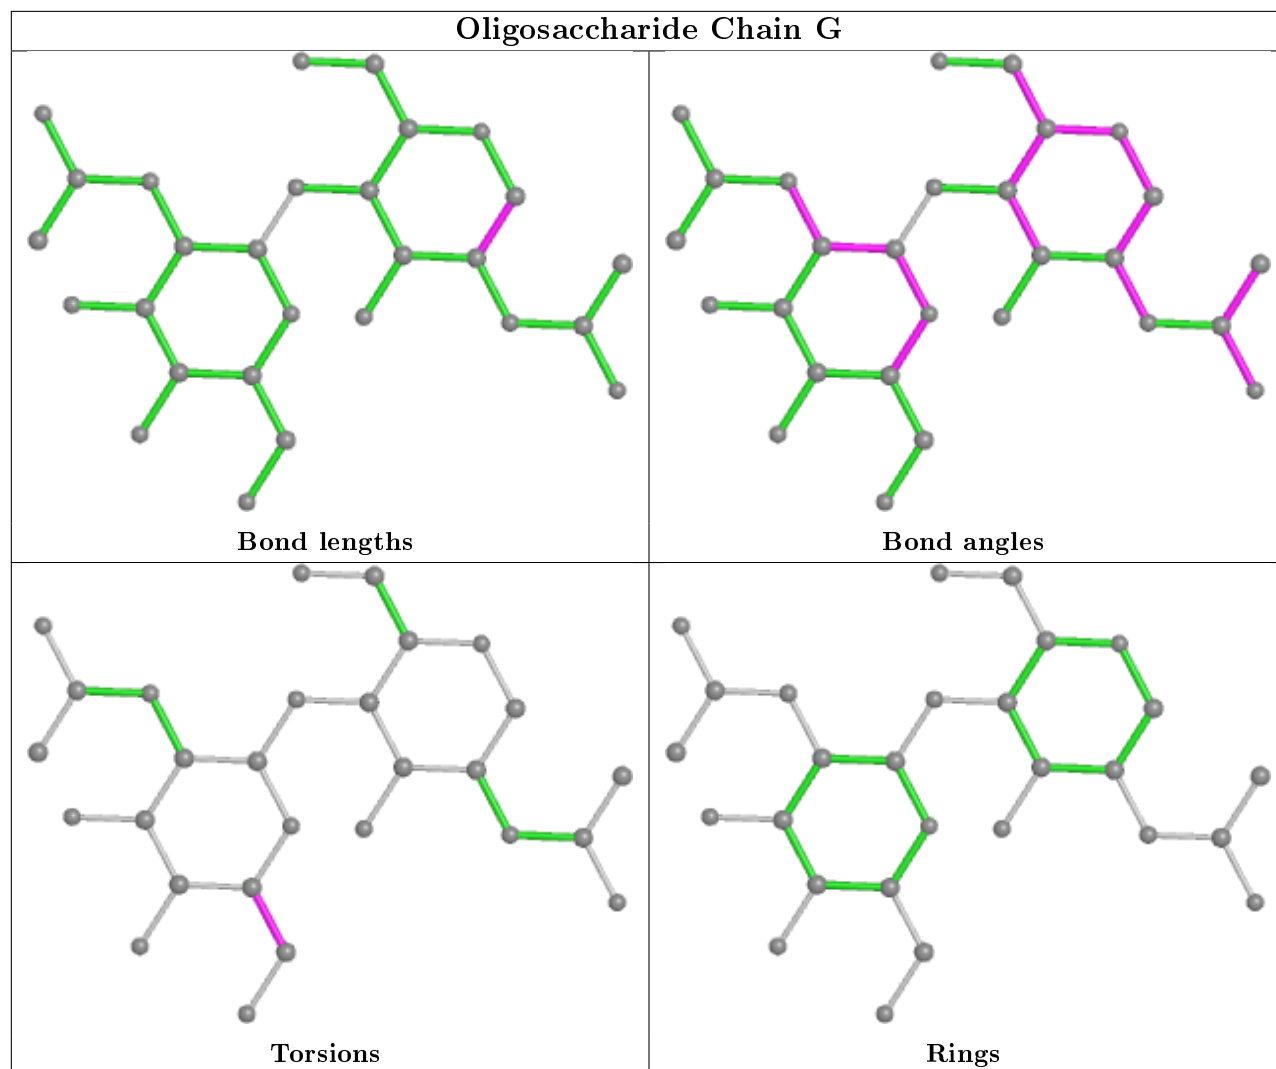 Oligosaccharide Chain G
Bond lengths
Bond angles
Torsions
Rings